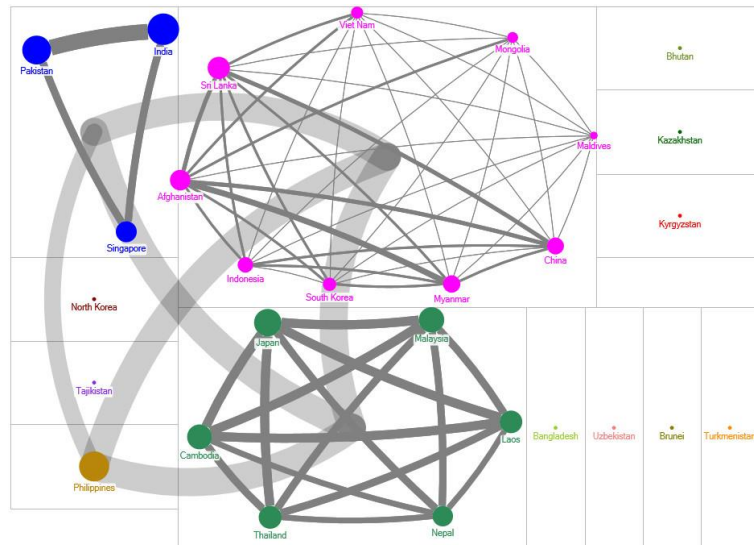 Viet Nam
India
Mongolia
Bhutan
Pakistan
Sri Lanka
Kazakhstan
Maldives
Afghanistan
Kyrgyzstan
Singapore
China
Indonesia
South Korea
Myanmar
North Korea
Japan
Malaysia
Tajikistan
Bangladesh
Uzbekistan
Brunei
Turkmenistan
Laos
Cambodia
Philippines
Thailand
Nepal